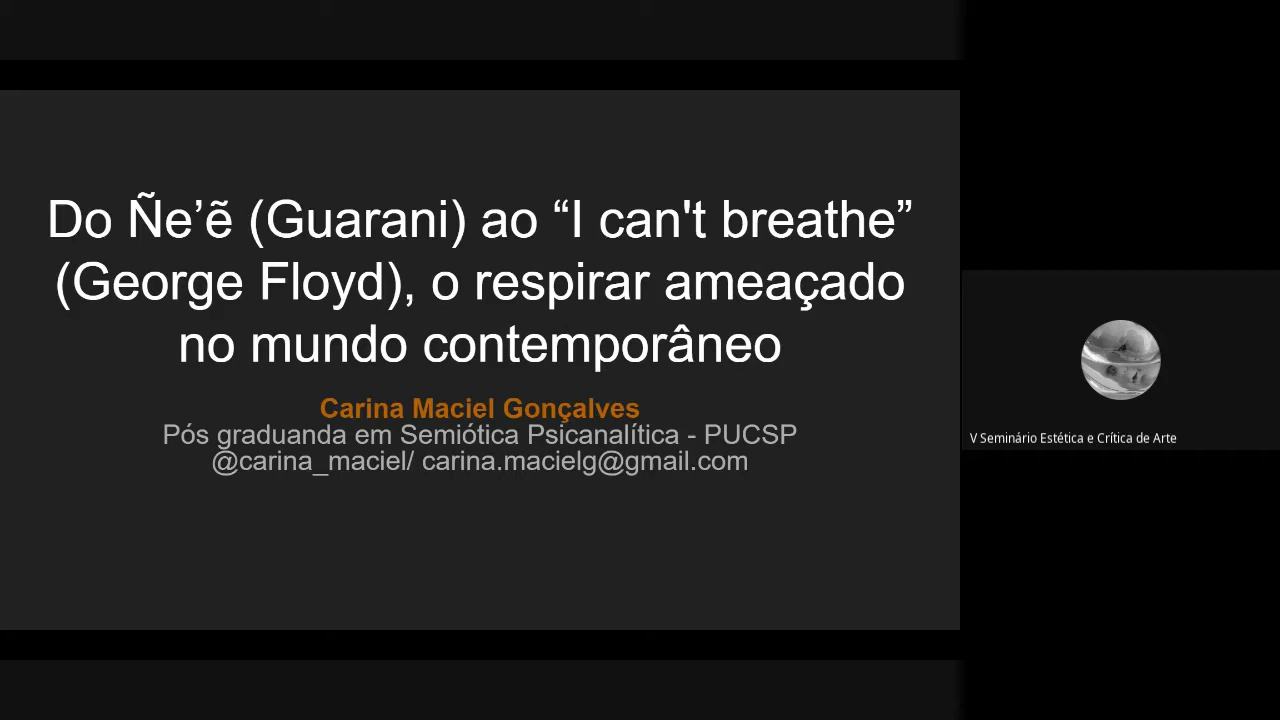 Do Ñe’ẽ (Guarani) ao “I can't breathe”
(George Floyd), o respirar ameaçado
no mundo contemporâneo
Carina Maciel Gonçalves
Pós graduanda em Semiótica Psicanalítica - PUCSP
@carina_maciel/ carina.macielg@gmail.com
V Seminário Estética e Crítica de Arte